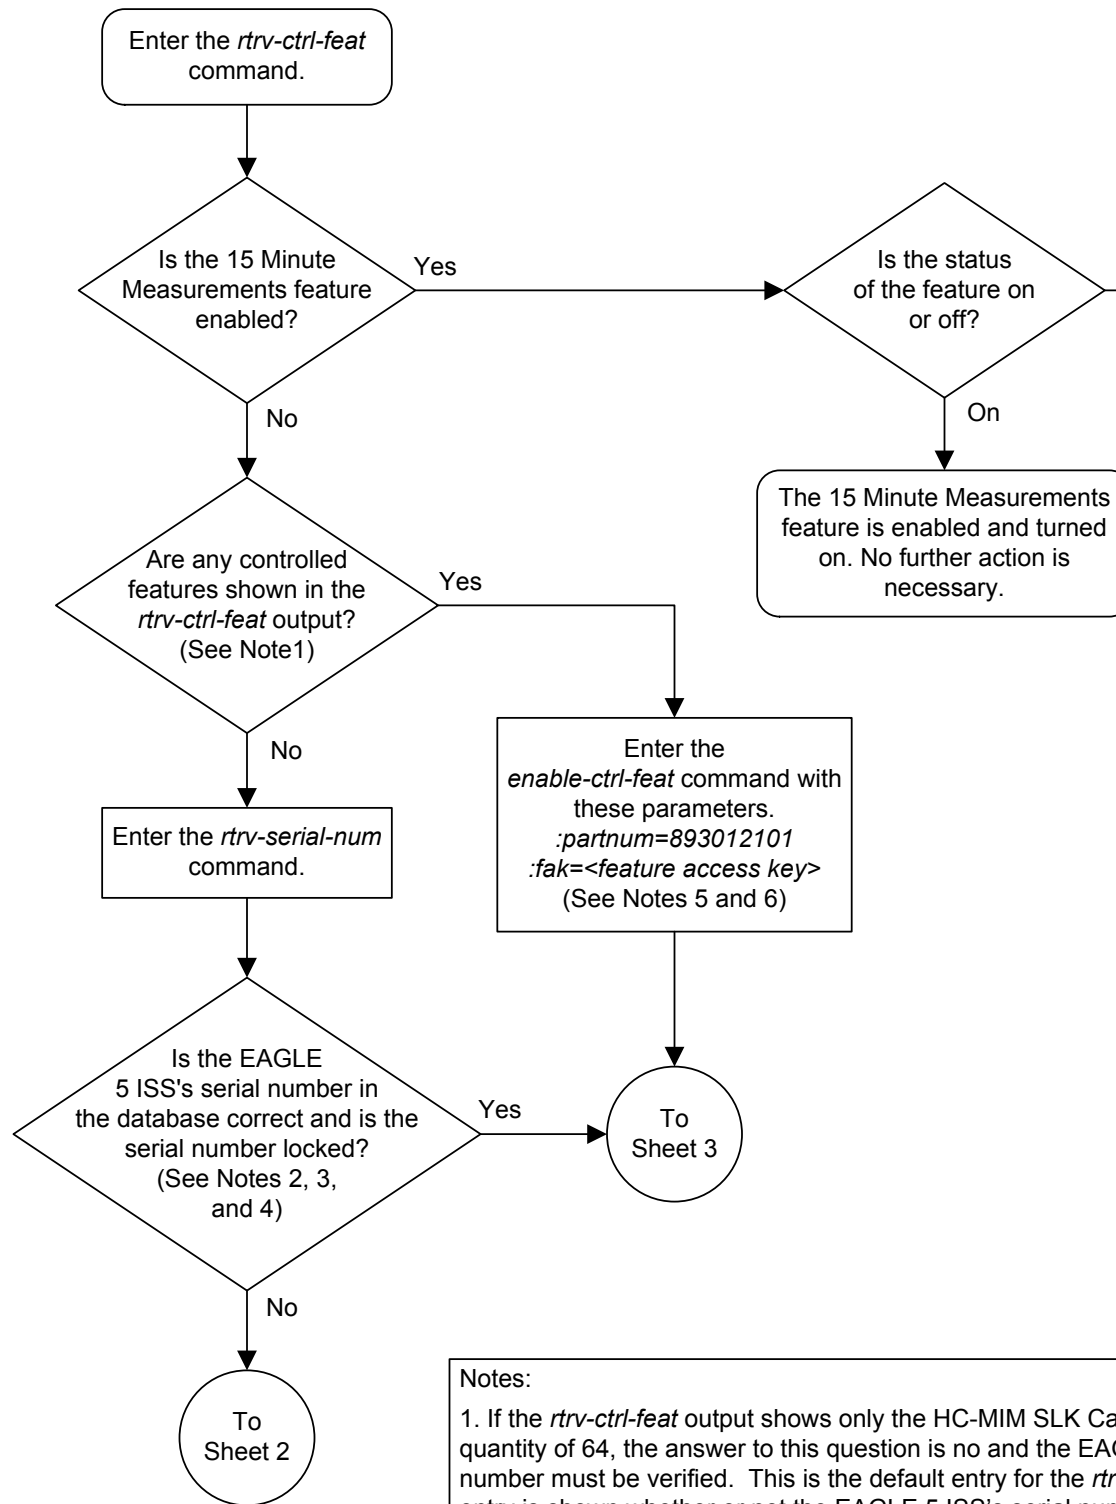 Enter the rtrv-ctrl-feat
command.
Is the 15 Minute
Measurements feature
enabled?
Yes
Is the status
of the feature on
or off?
No
On
The 15 Minute Measurements
feature is enabled and turned
on. No further action is
necessary.
Are any controlled
features shown in the
rtrv-ctrl-feat output?
(See Note1)
Yes
No
Enter the
enable-ctrl-feat command with
these parameters.
:partnum=893012101
:fak=<feature access key>
(See Notes 5 and 6)
Enter the rtrv-serial-num
command.
Is the EAGLE
5 ISS's serial number in
the database correct and is the
serial number locked?
(See Notes 2, 3,
and 4)
Yes
To
Sheet 3
No
To
Sheet 2
Notes:
1. If the rtrv-ctrl-feat output shows only the HC-MIM SLK
quantity of 64, the answer to this question is no and the
number must be verified. This is the default entry for the
entry is shown whether or not the EAGLE 5 ISS's serial